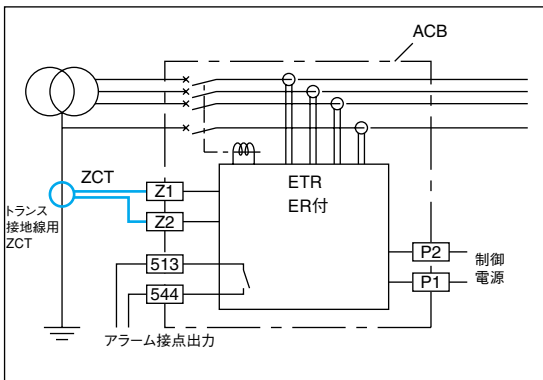 ACB
ZCT
トランス
接地線用
ZCT
Z1
Z2
513
544
ETR
ER付
P2
P1
制御
電源
アラーム接点出力